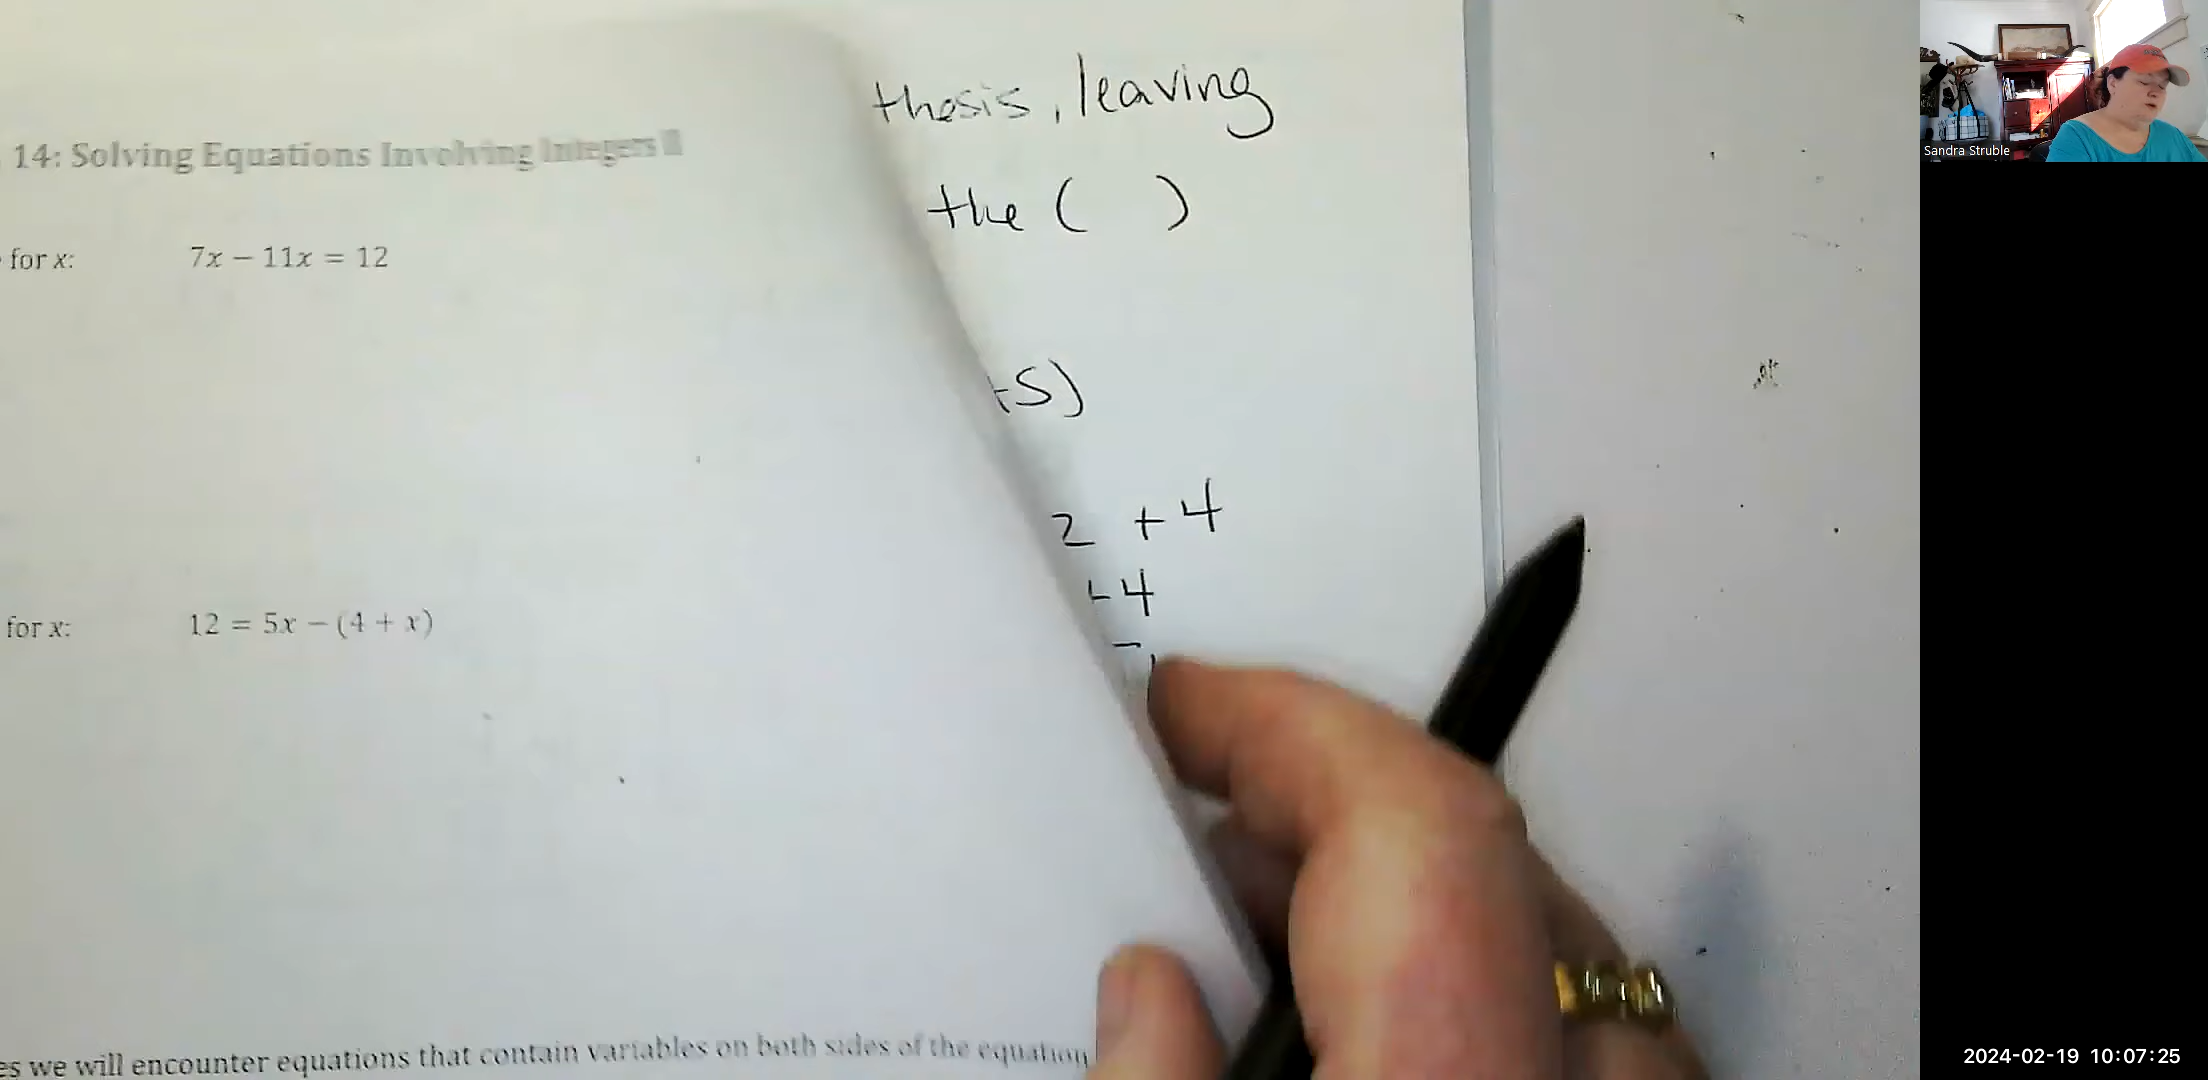 14: Solving Equations Involving Integers II
for x: 7x − 11x = 12
for x: 12 = 5x − (4 + x)
es we will encounter equations that contain variables on both sides of the equation
thesis, leaving
the ( )
+5)
2 + 4
+4
Sandra Struble
2024-02-19 10:07:25